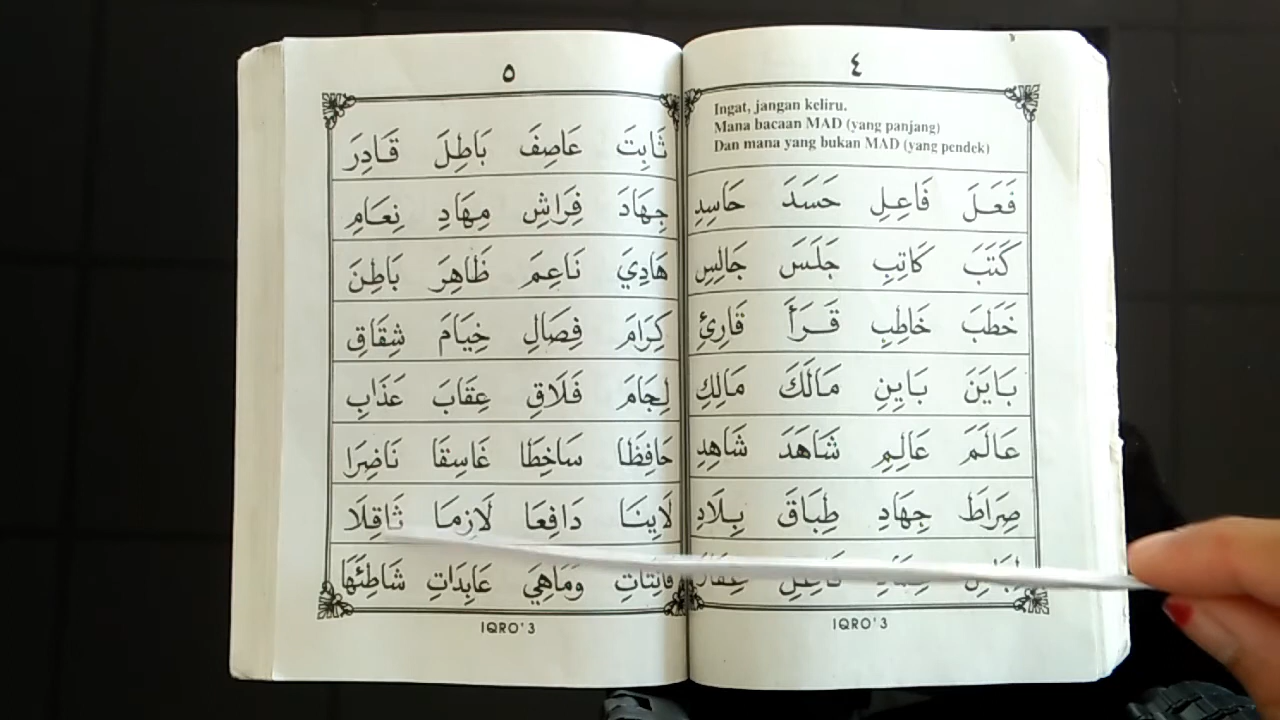 ٤
Ingat, jangan keliru.
Mana bacaan MAD (yang panjang)
Dan mana yang bukan MAD (yang pendek)
فَعَلَ فَاعِلِ حَسَدَ حَاسِدِ
كَتَبَ كَاتِبِ جَلَسَ جَالِسِ
خَطَبَ خَاطِبِ قَـرَأَ قَارِئِ
بَايَنَ بَايِنِ مَالَكَ مَالِكِ
عَالَمَ عَالِمِ شَاهَدَ شَاهِدِ
صِرَاطَ جِهَادِ طِبَاقَ بِلَادِ
IQRO'3
٥
ثَابِتَ عَاصِفَ بَاطِلَ قَادِرَ
جِهَادَ فِرَاشِ مِهَادِ نِعَامِ
هَادِيَ نَاعِمَ ظَاهِرَ بَاطِنَ
كِرَامَ فِصَالِ خِيَامَ شِقَاقِ
لِجَامَ فَلَاقِ عِقَابَ عَذَابِ
حَافِظَا سَاخِطَا غَاسِقَا نَاضِرَا
لَايِنَا دَافِعَا لَازِمَا ثَاقِلَا
قَانِتَاتِ وَمَاهِيَ عَابِدَاتِ شَاطِئُهَا
IQRO'3